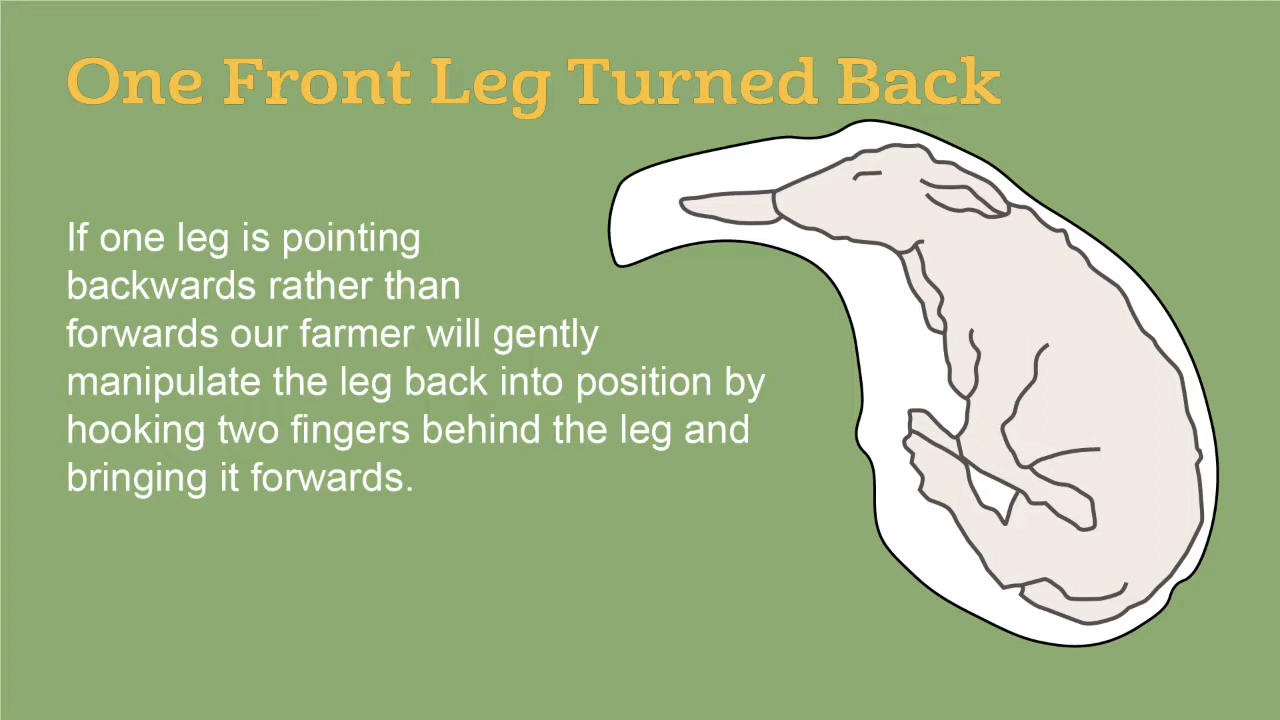 One Front Leg Turned Back
If one leg is pointing
backwards rather than
forwards our farmer will gently
manipulate the leg back into position by
hooking two fingers behind the leg and
bringing it forwards.